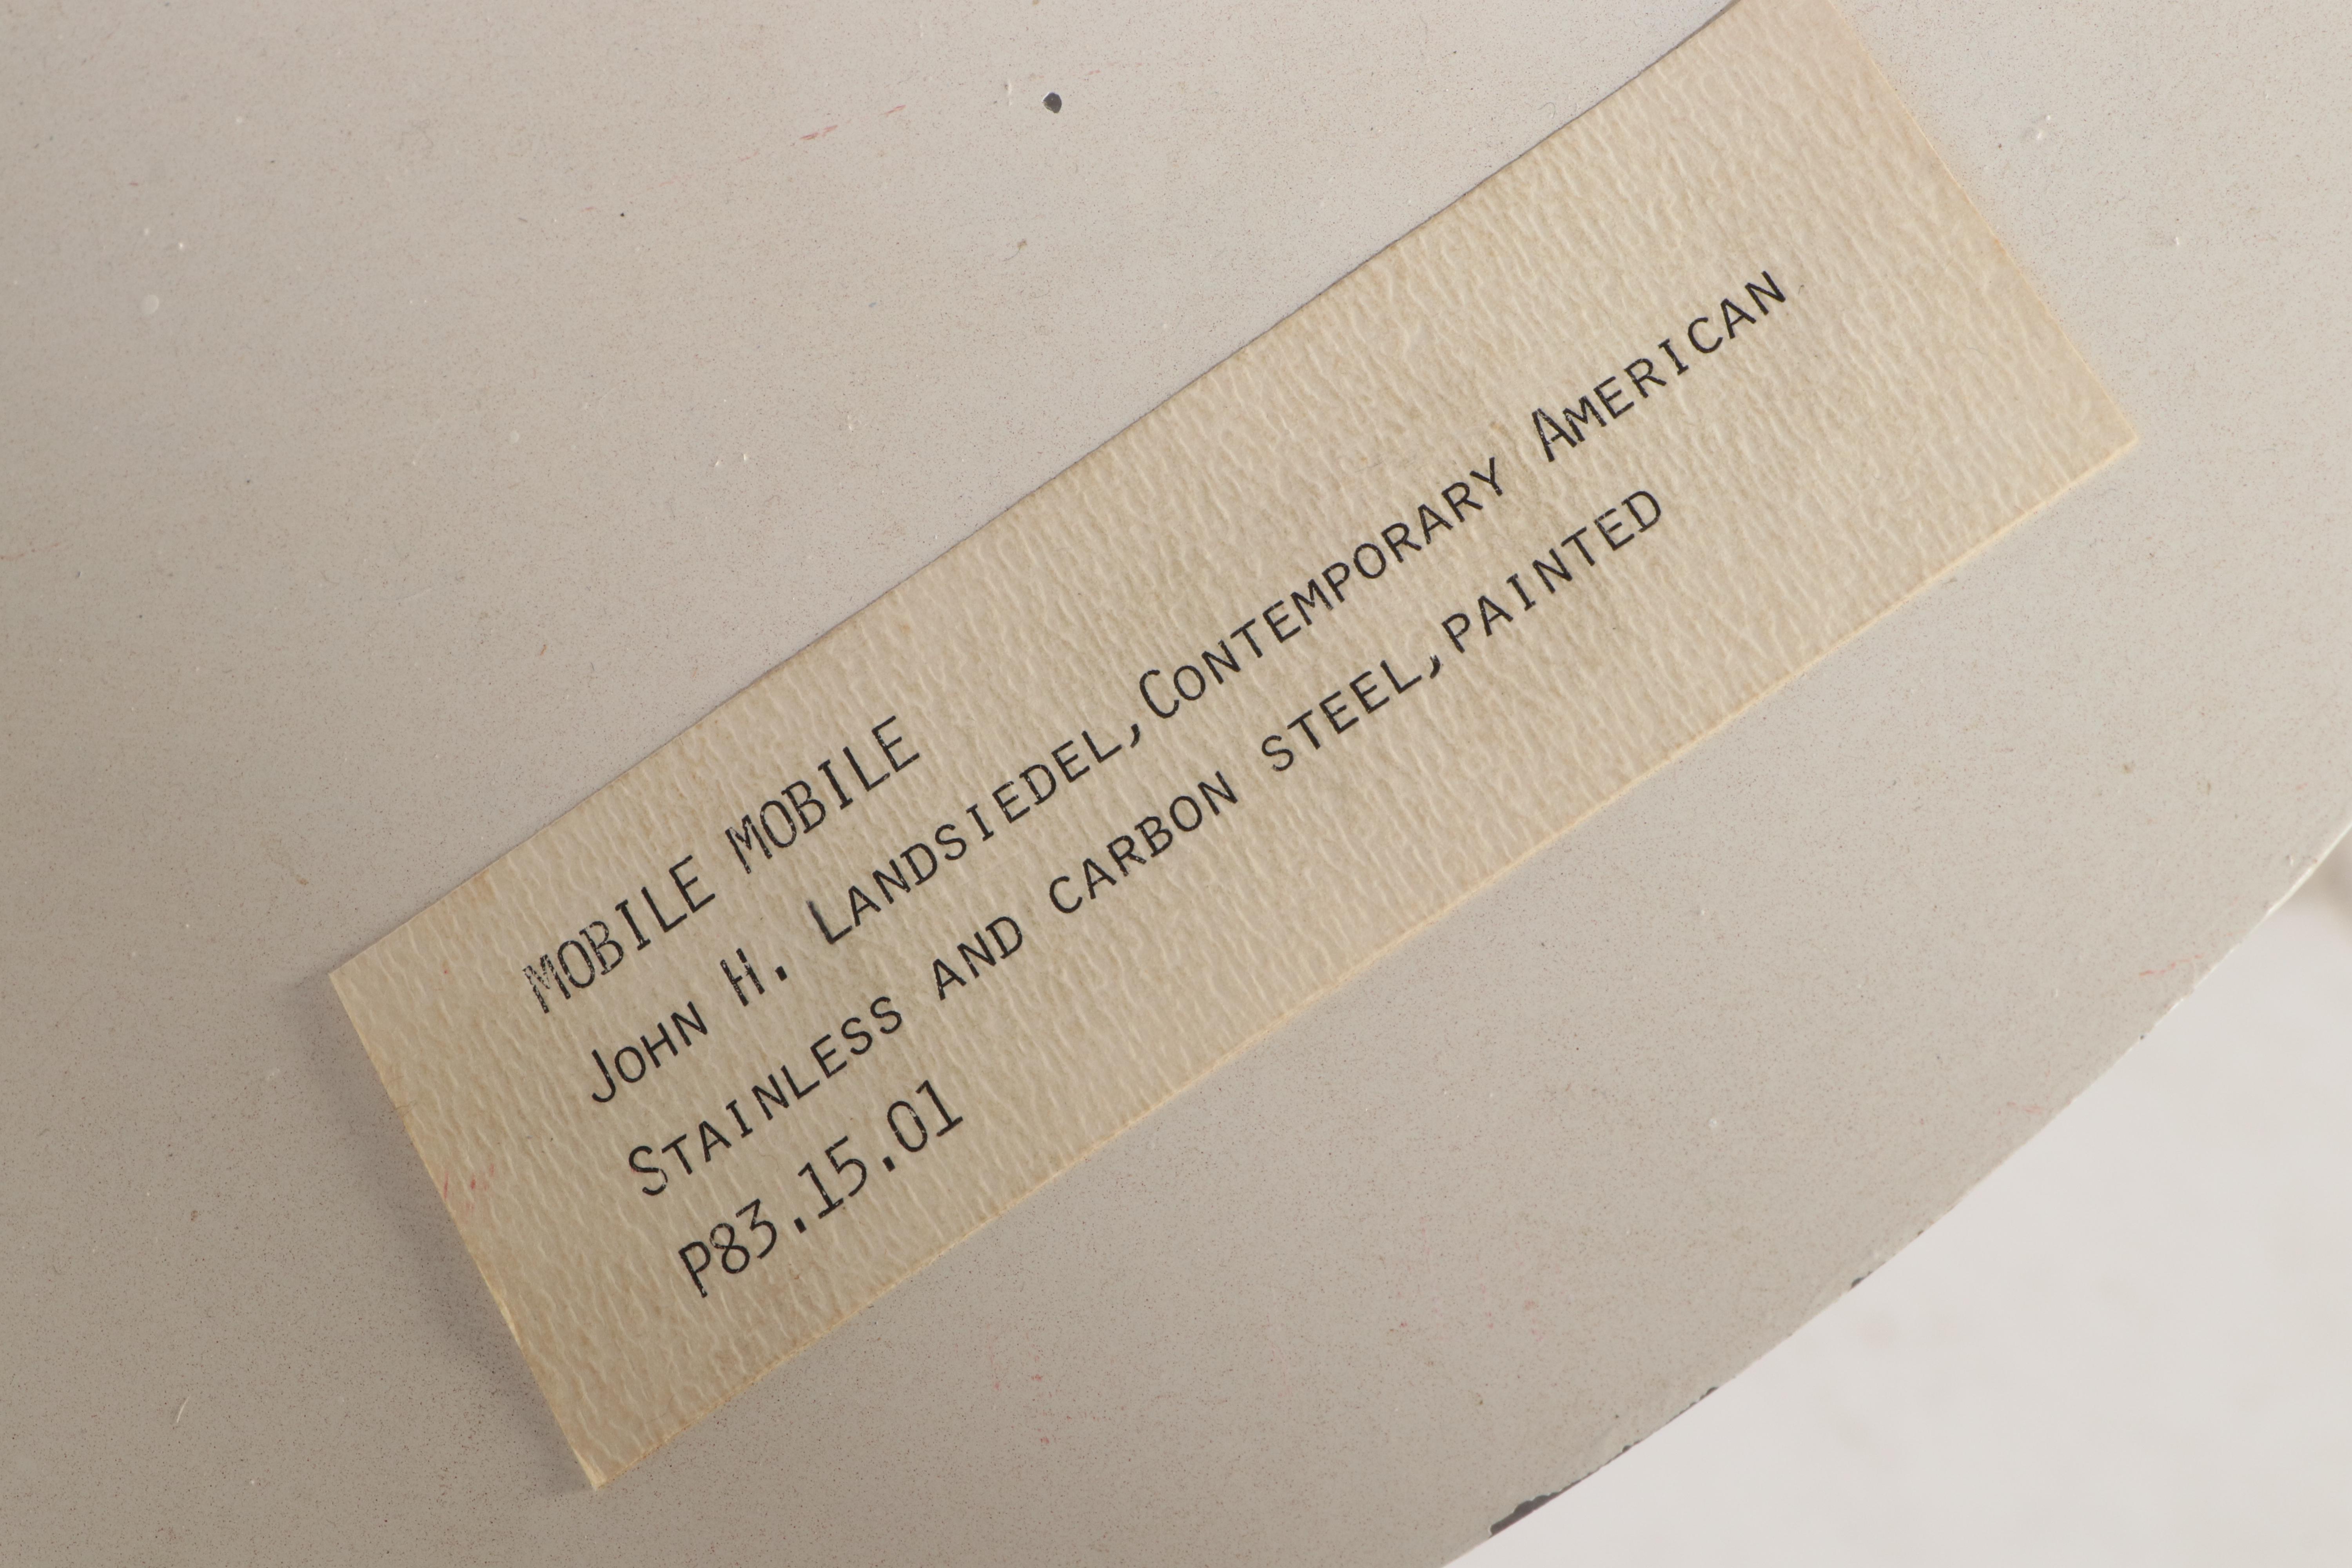 MOBILE MOBILE
John H. Landsiedel, Contemporary American
Stainless and carbon steel, painted
P83.15.01